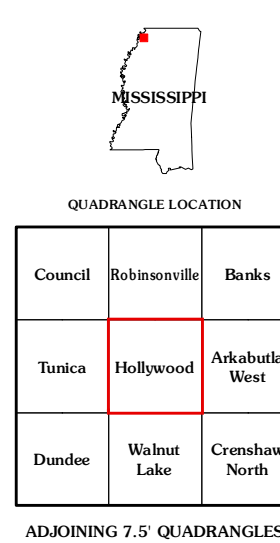 MISSISSIPPI
QUADRANGLE LOCATION
Council Robinsonville Banks
Tunica Hollywood Arkabutla
West
Dundee Walnut
Lake Crenshaw
North
ADJOINING 7.5' QUADRANGLES